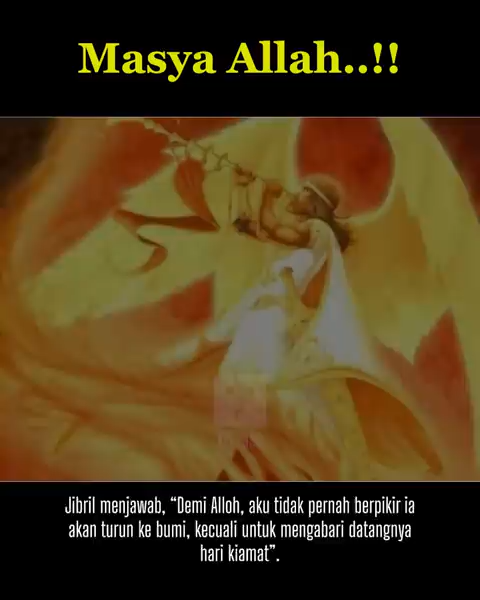 Masya Allah..!!
Jibril menjawab, “Demi Alloh, aku tidak pernah berpikir ia
akan turun ke bumi, kecuali untuk mengabari datangnya
hari kiamat”.